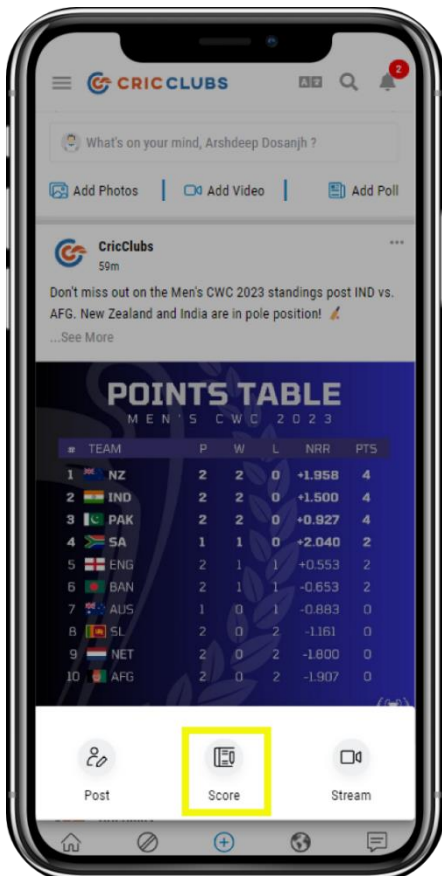 CRICCLUBS
2
What's on your mind, Arshdeep Dosanjh ?
Add Photos Add Video Add Poll
CricClubs
59m
Don't miss out on the Men's CWC 2023 standings post IND vs.
AFG. New Zealand and India are in pole position!
...See More
POINTS TABLE
MEN'S CWC 2023
# TEAM P W L NRR PTS
1 NZ 2 2 0 +1.958 4
2 IND 2 2 0 +1.500 4
3 PAK 2 2 0 +0.927 4
4 SA 1 1 0 +2.040 2
5 ENG 2 1 1 +0.553 2
6 BAN 2 1 1 -0.653 2
7 AUS 1 0 1 -0.883 0
8 SL 2 0 2 -1.161 0
9 NET 2 0 2 -1.800 0
10 AFG 2 0 2 -1.907 0
Post Score Stream